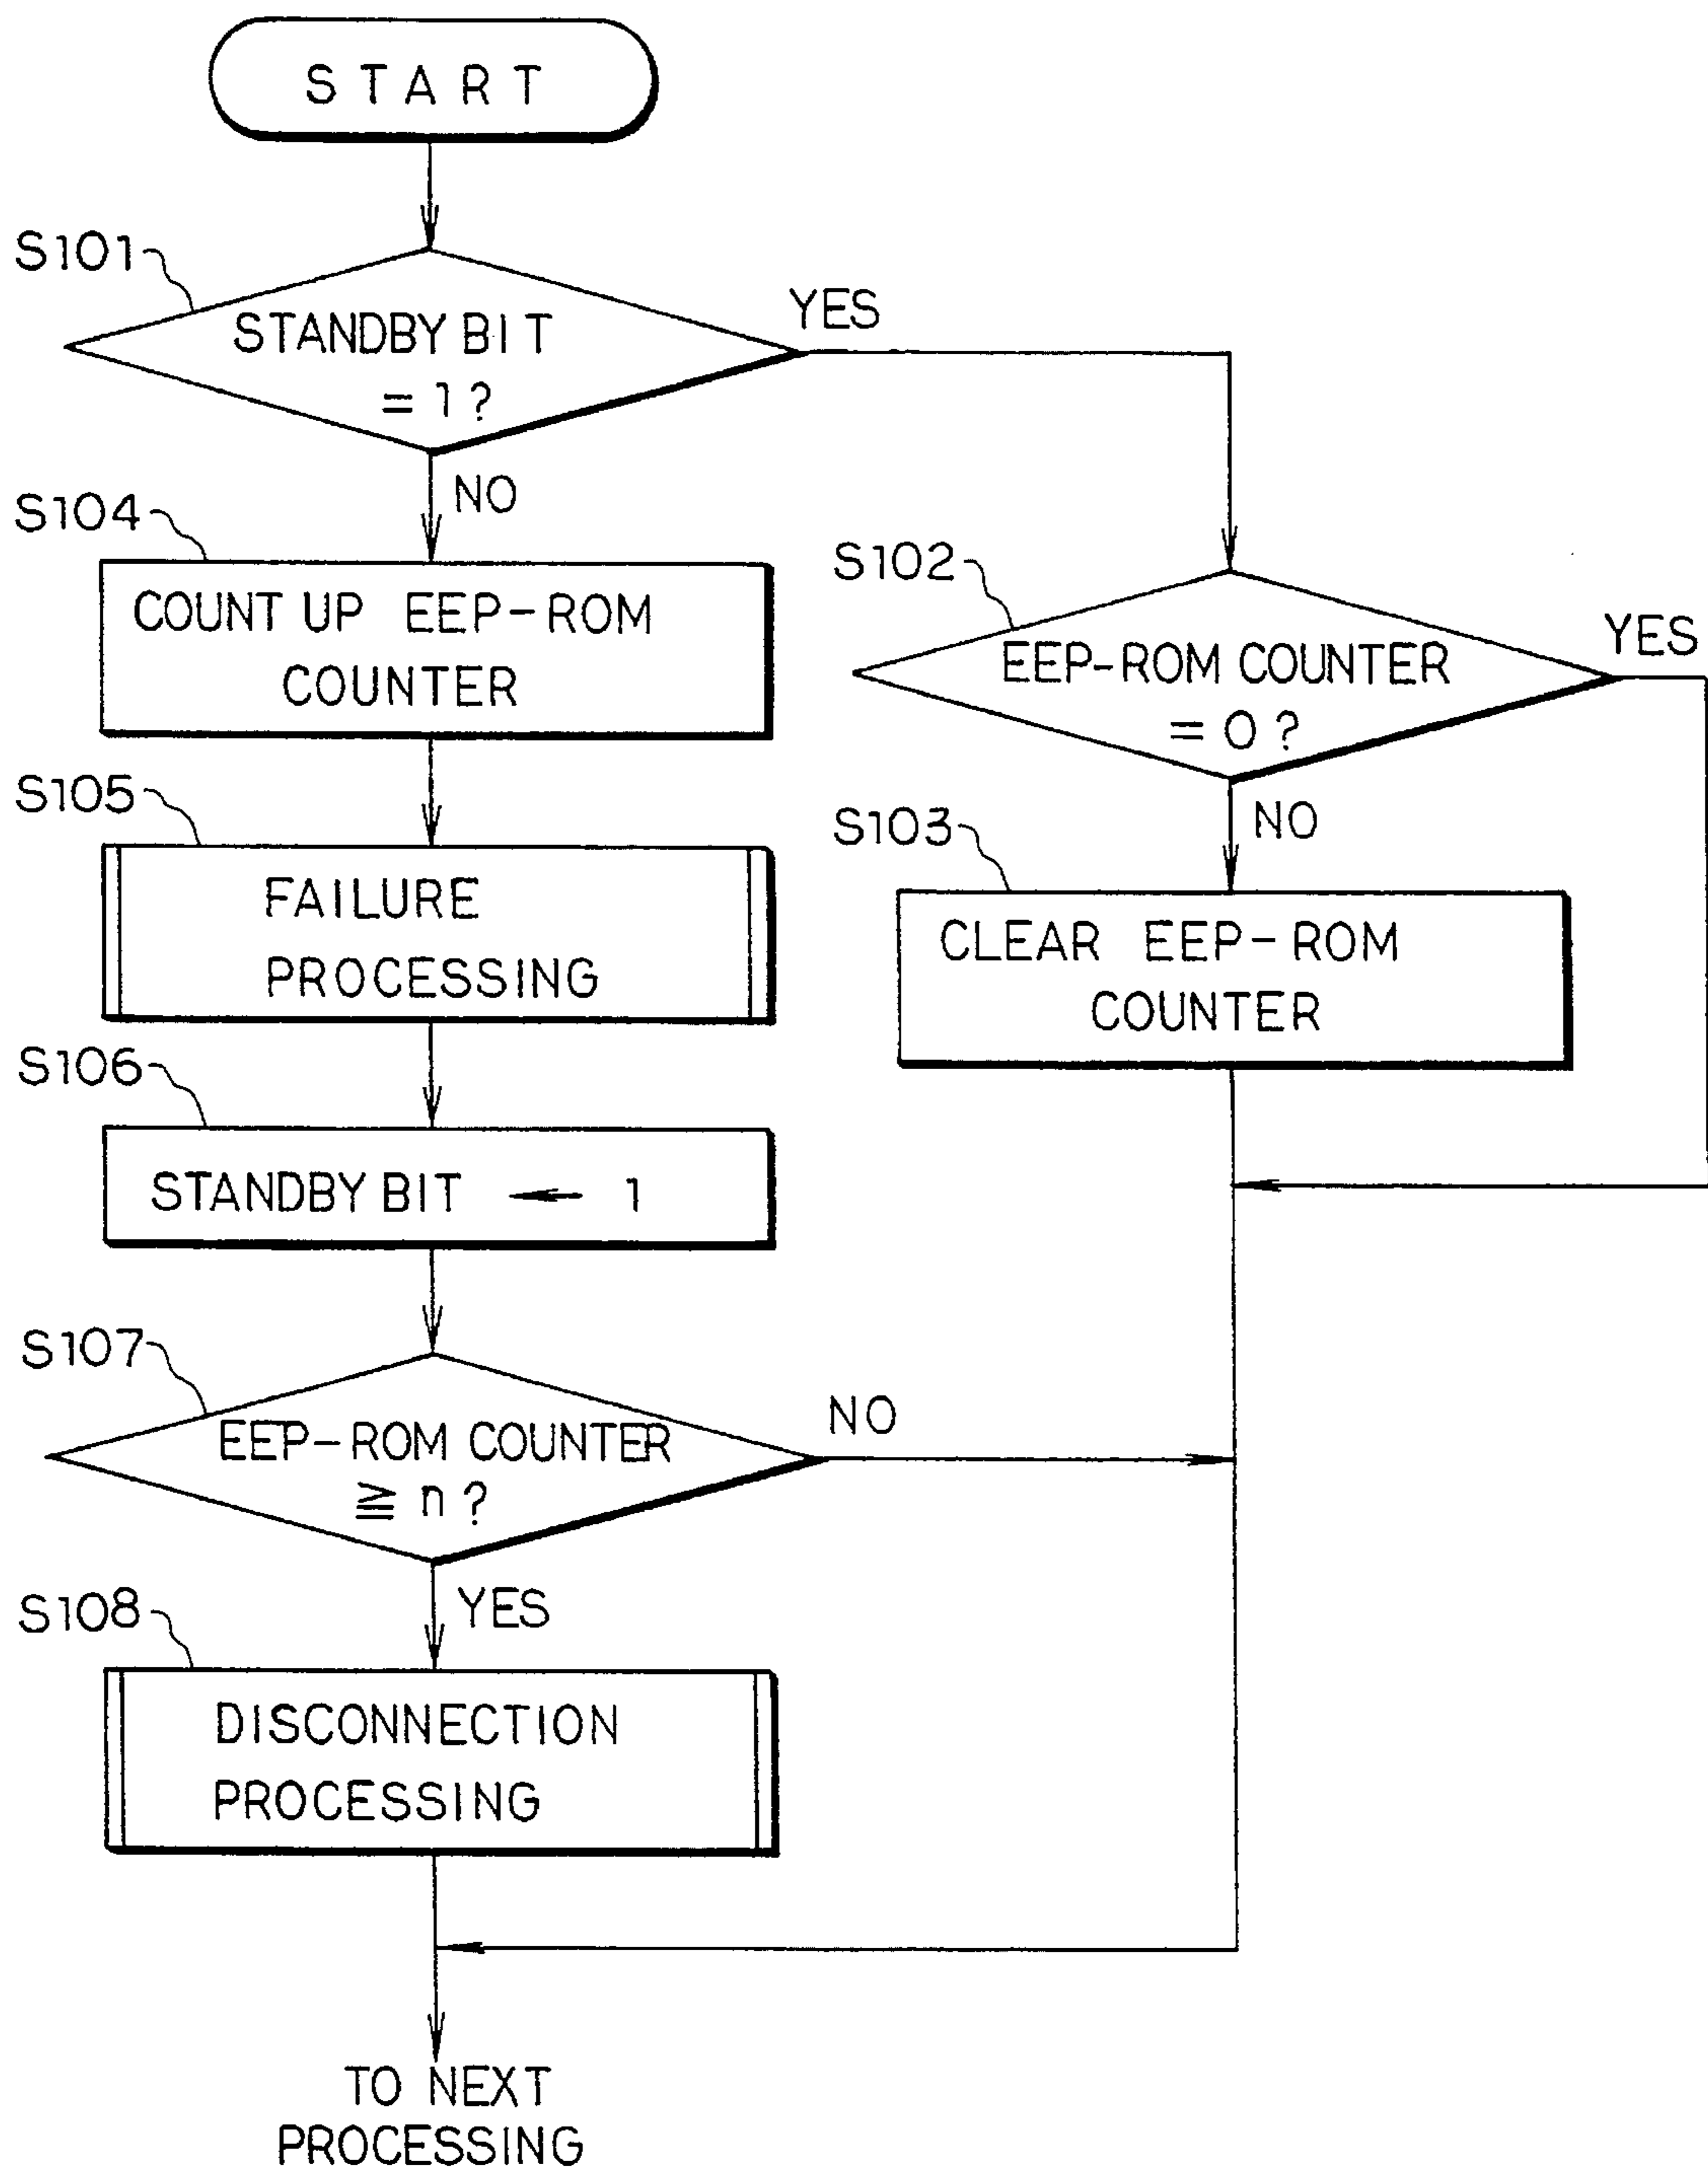 START
S101
STANDBY BIT
= 1 ?
YES
NO
S104
COUNT UP EEP-ROM
COUNTER
S102
EEP-ROM COUNTER
= 0 ?
YES
NO
S103
CLEAR EEP-ROM
COUNTER
S105
FAILURE
PROCESSING
S106
STANDBY BIT ← 1
S107
EEP-ROM COUNTER
≧ n ?
NO
YES
S108
DISCONNECTION
PROCESSING
TO NEXT
PROCESSING